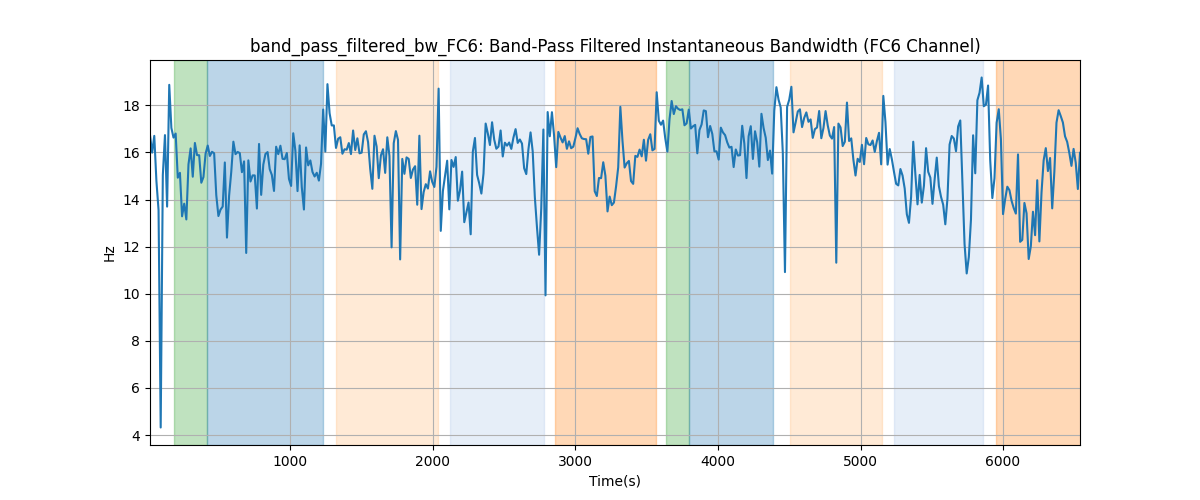 band_pass_filtered_bw_FC6: Band-Pass Filtered Instantaneous Bandwidth (FC6 Channel)
18
16
14
12
10
8
6
4
Hz
1000 2000 3000 4000 5000 6000
Time(s)